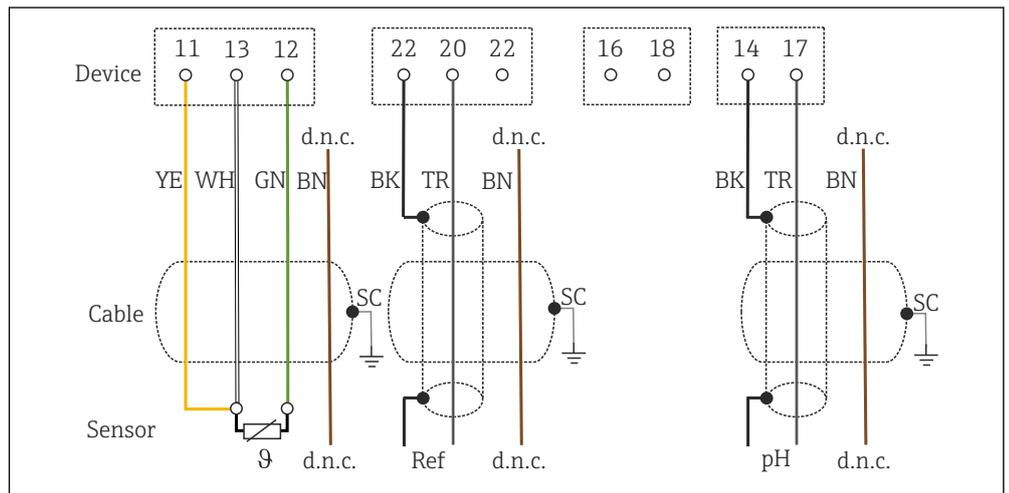 11 13 12 22 20 22 16 18 14 17
Device
d.n.c. d.n.c. d.n.c.
YE WH GN BN BK TR BN BK TR BN
SC SC SC
Cable
Sensor
ϑ d.n.c. Ref d.n.c. pH d.n.c.